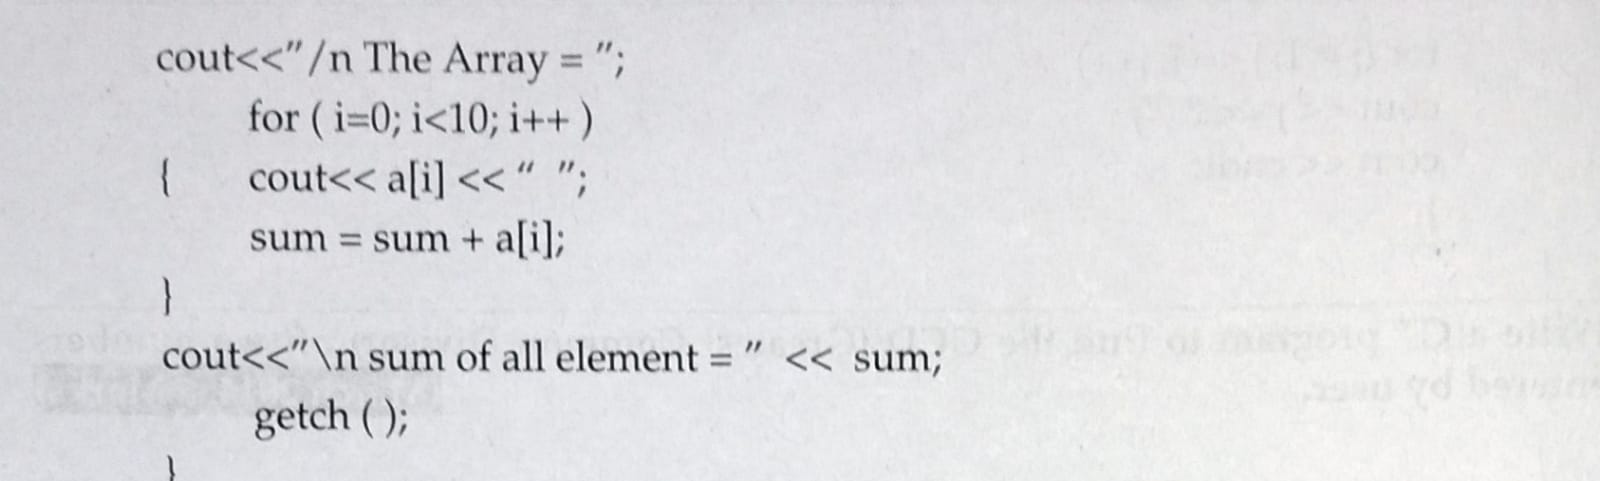 cout<<”/n The Array = ”;
for ( i=0; i<10; i++ )
{ cout<< a[i] << “ ”;
sum = sum + a[i];
}
cout<<”\n sum of all element = ” << sum;
getch ( );
}